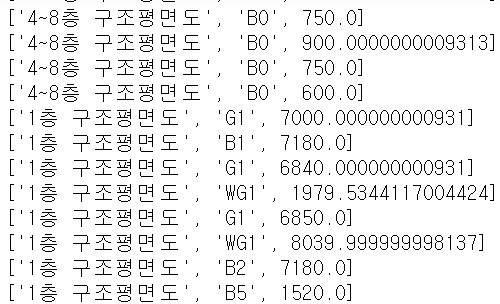 ['4~8층 구조평면도', 'B0', 750.0]
['4~8층 구조평면도', 'B0', 900.0000000009313]
['4~8층 구조평면도', 'B0', 750.0]
['4~8층 구조평면도', 'B0', 600.0]
['1층 구조평면도', 'G1', 7000.000000000931]
['1층 구조평면도', 'B1', 7180.0]
['1층 구조평면도', 'G1', 6840.000000000931]
['1층 구조평면도', 'WG1', 1979.5344117004424]
['1층 구조평면도', 'G1', 6850.0]
['1층 구조평면도', 'WG1', 8039.999999998137]
['1층 구조평면도', 'B2', 7180.0]
['1층 구조평면도', 'B5', 1520.0]